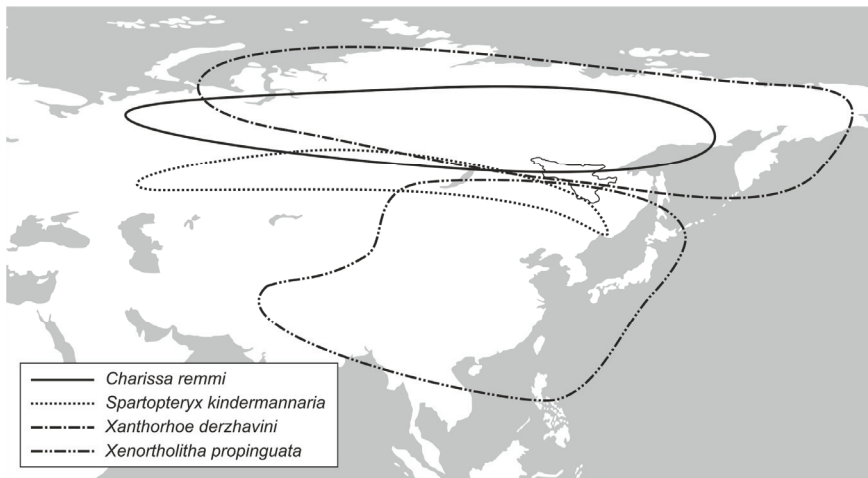 Charissa remmi
Spartopteryx kindermannaria
Xanthorhoe derzhavini
Xenortholitha propinguata